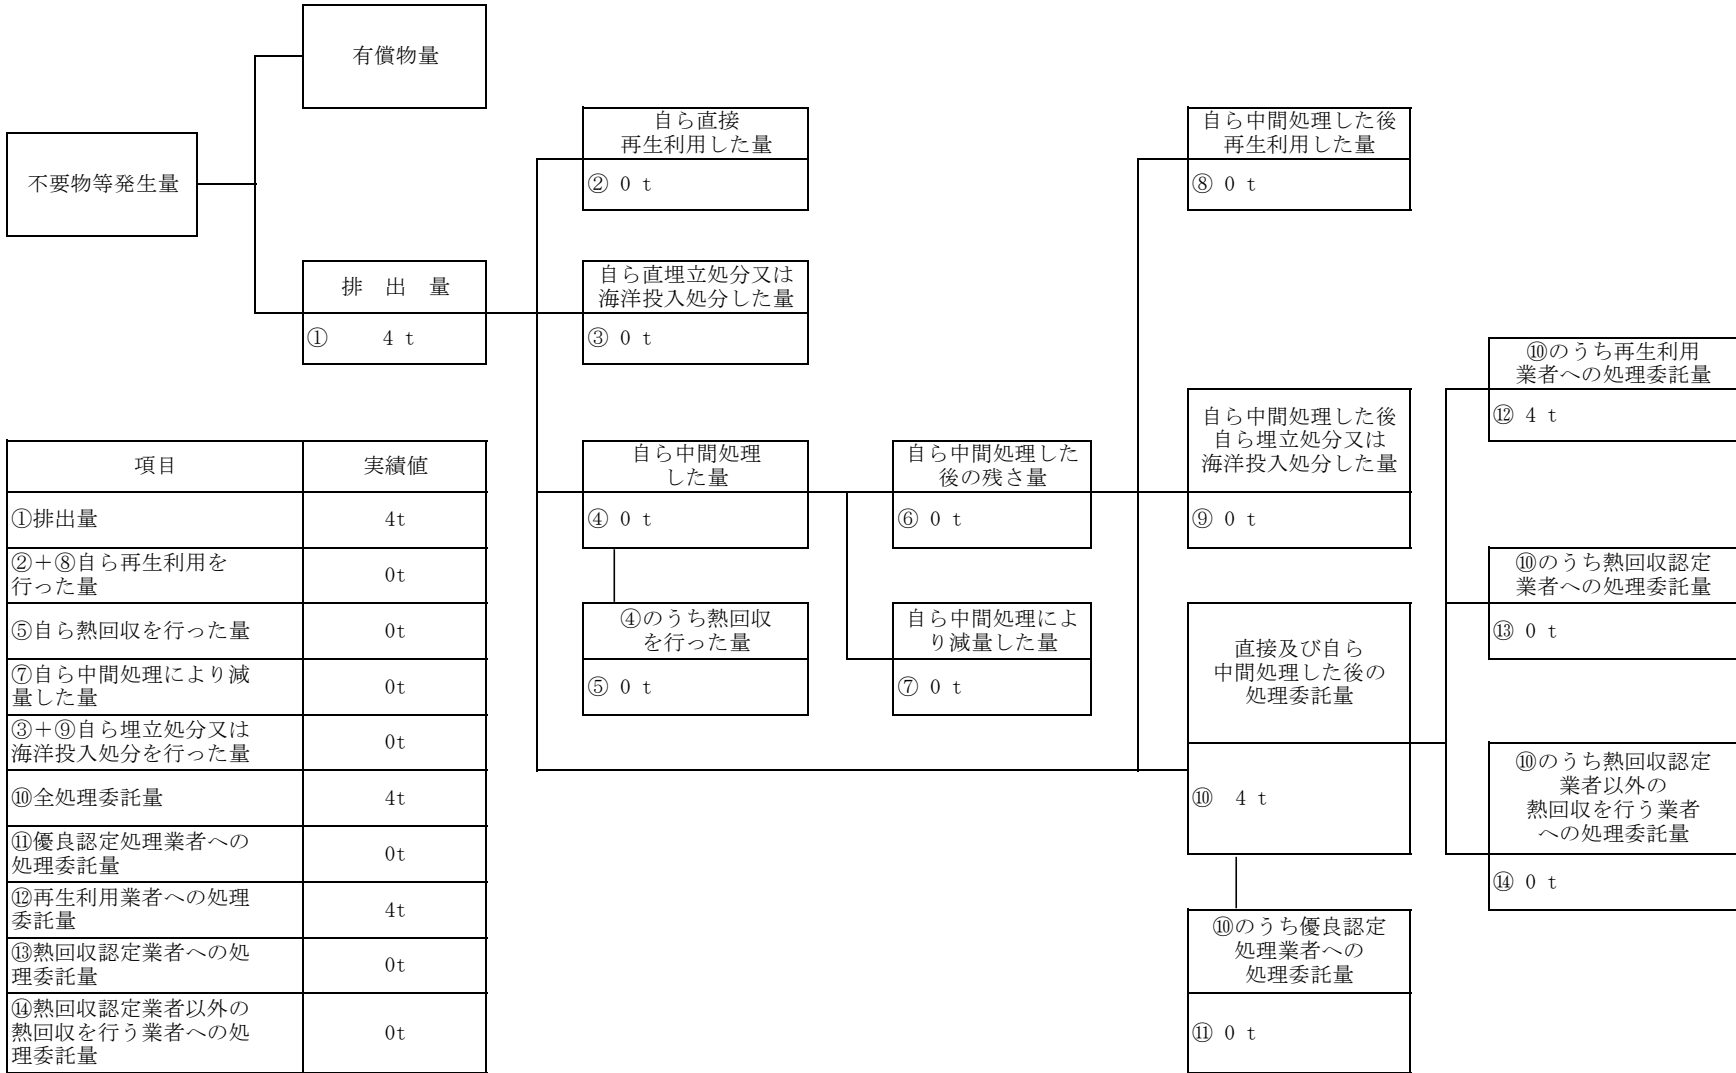 有償物量
不要物等発生量
排　出　量
①　　4 t
自ら直接
再生利用した量
② 0 t
自ら直埋立処分又は
海洋投入処分した量
③ 0 t
自ら中間処理
した量
④ 0 t
④のうち熱回収
を行った量
⑤ 0 t
自ら中間処理した
後の残さ量
⑥ 0 t
自ら中間処理によ
り減量した量
⑦ 0 t
自ら中間処理した後
再生利用した量
⑧ 0 t
自ら中間処理した後
自ら埋立処分又は
海洋投入処分した量
⑨ 0 t
直接及び自ら
中間処理した後の
処理委託量
⑩　4 t
⑩のうち優良認定
処理業者への
処理委託量
⑪ 0 t
⑩のうち再生利用
業者への処理委託量
⑫ 4 t
⑩のうち熱回収認定
業者への処理委託量
⑬ 0 t
⑩のうち熱回収認定
業者以外の
熱回収を行う業者
への処理委託量
⑭ 0 t
項目　実績値
①排出量　4t
②＋⑧自ら再生利用を
行った量　0t
⑤自ら熱回収を行った量　0t
⑦自ら中間処理により減
量した量　0t
③＋⑨自ら埋立処分又は
海洋投入処分を行った量　0t
⑩全処理委託量　4t
⑪優良認定処理業者への
処理委託量　0t
⑫再生利用業者への処理
委託量　4t
⑬熱回収認定業者への処
理委託量　0t
⑭熱回収認定業者以外の
熱回収を行う業者への処
理委託量　0t